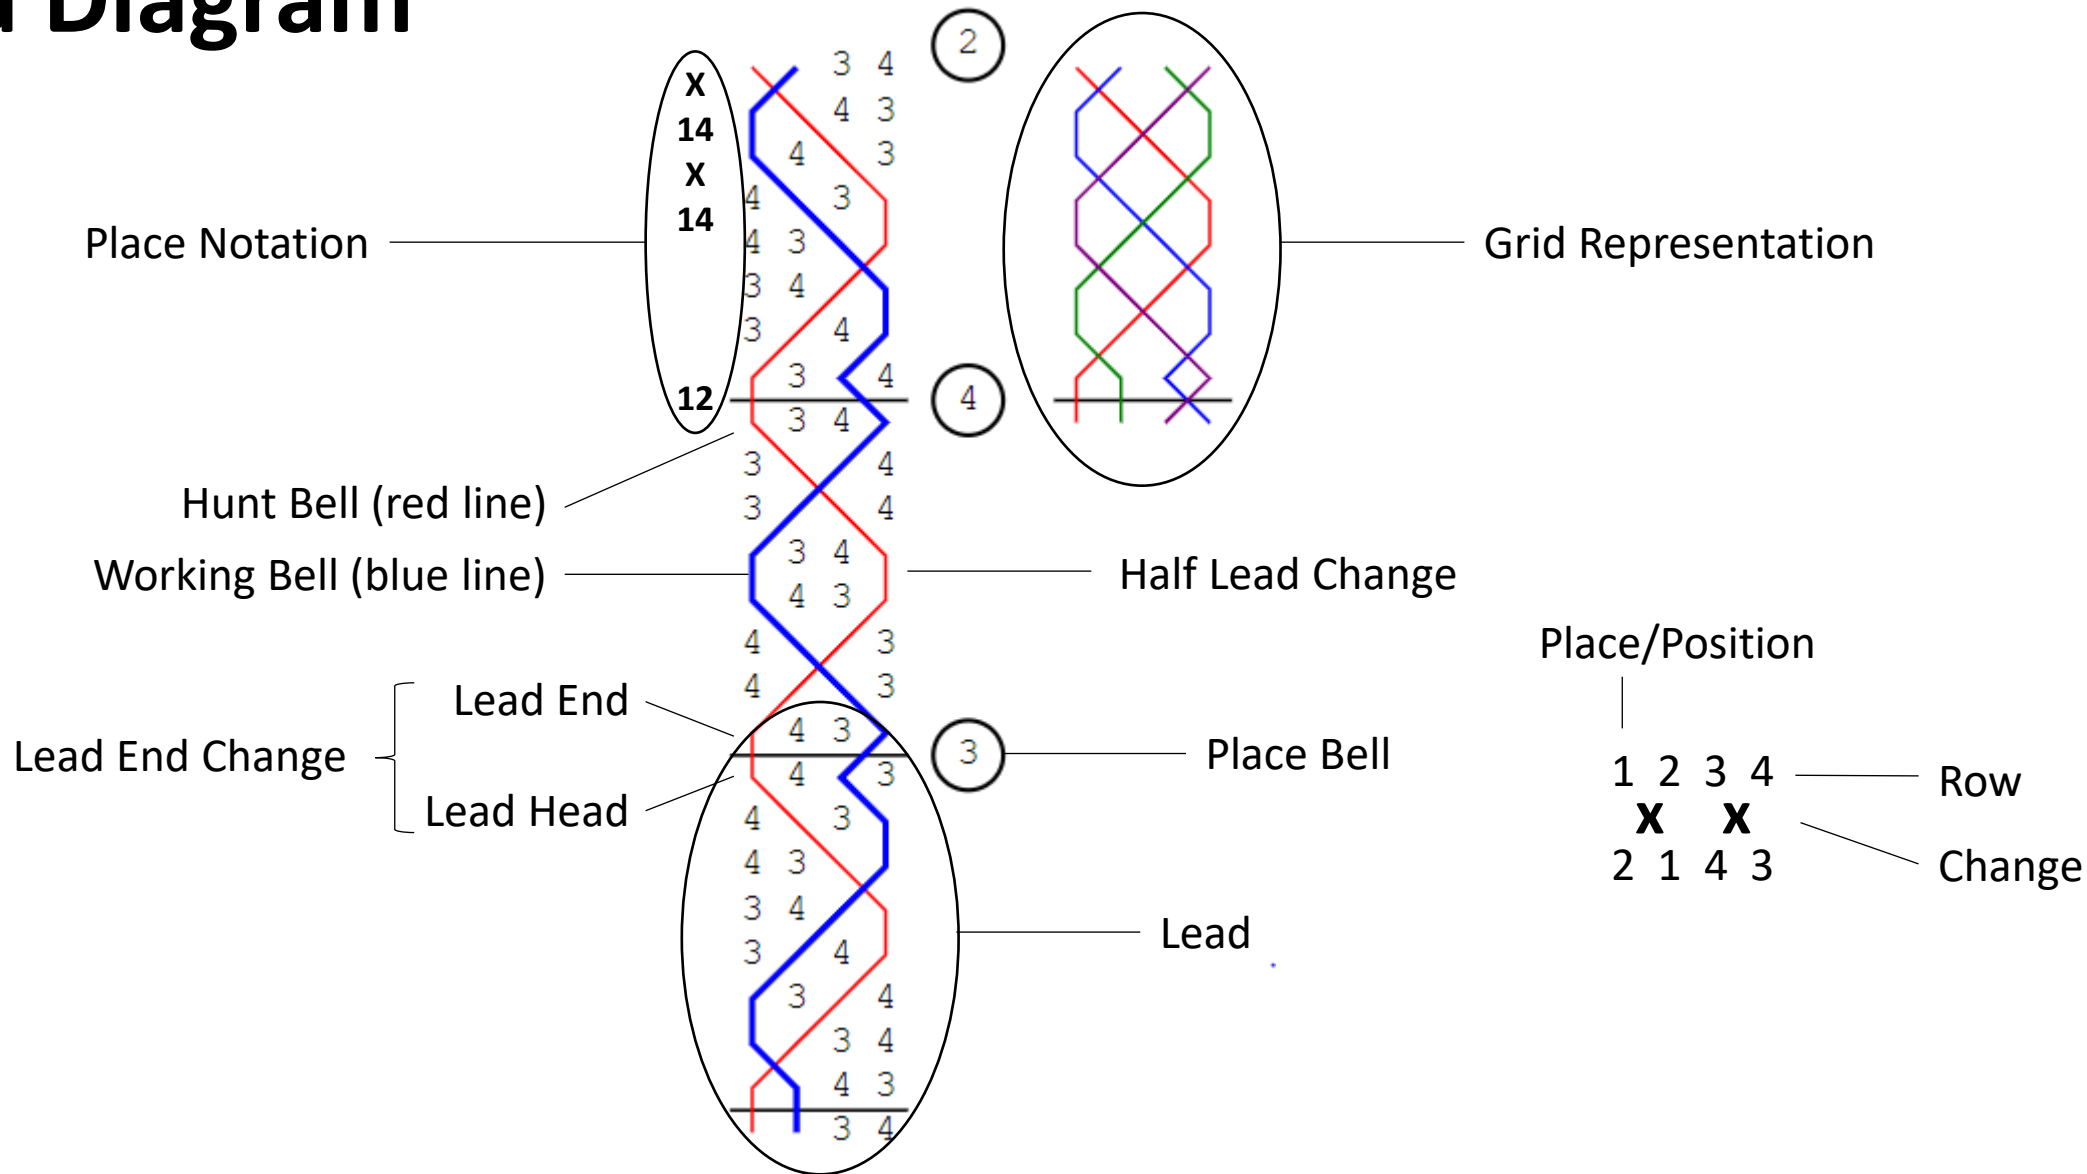 Diagram
X
14
X
14
12
3 4
4 3
4 3
4 3
4 3
3 4
3 4
3 4
3 4
3 4
3 4
3 4
4 3
4 3
4 3
4 3
4 3
4 3
4 3
3 4
3 4
3 4
3 4
4 3
3 4
2
4
3
Place Notation
Grid Representation
Hunt Bell (red line)
Working Bell (blue line)
Half Lead Change
Lead End
Lead End Change
Lead Head
Place Bell
Lead
Place/Position
1 2 3 4
X X
2 1 4 3
Row
Change